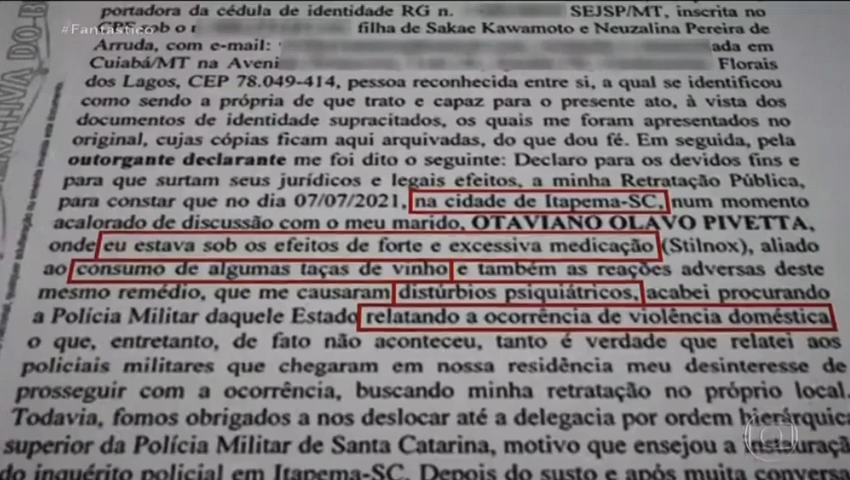 #Fantástico
portadora da cédula de identidade RG n. SEJSP/MT, inscrita no
CPF sob o n filha de Sakae Kawamoto e Neuzalina Pereira de
Arruda, com e-mail: ada em
Cuiabá/MT na Aveni Florais
dos Lagos, CEP 78.049-414, pessoa reconhecida entre si, a qual se identificou
como sendo a própria de que trato e capaz para o presente ato, à vista dos
documentos de identidade supracitados, os quais me foram apresentados no
original, cujas cópias ficam aqui arquivadas, do que dou fé. Em seguida, pela
outorgante declarante me foi dito o seguinte: Declaro para os devidos fins e
para que surtam seus jurídicos e legais efeitos, a minha Retratação Pública,
para constar que no dia 07/07/2021, na cidade de Itapema-SC, num momento
acalorado de discussão com o meu marido, OTAVIANO OLAVO PIVETTA,
onde eu estava sob os efeitos de forte e excessiva medicação (Stilnox), aliado
ao consumo de algumas taças de vinho e também as reações adversas deste
mesmo remédio, que me causaram distúrbios psiquiátricos, acabei procurando
a Polícia Militar daquele Estado relatando a ocorrência de violência doméstica
o que, entretanto, de fato não aconteceu, tanto é verdade que relatei aos
policiais militares que chegaram em nossa residência meu desinteresse de
prosseguir com a ocorrência, buscando minha retratação no próprio local.
Todavia, fomos obrigados a nos deslocar até a delegacia por ordem hierárquica
superior da Polícia Militar de Santa Catarina, motivo que ensejou a instauração
do inquérito policial em Itapema-SC. Depois do susto e após muita conversa